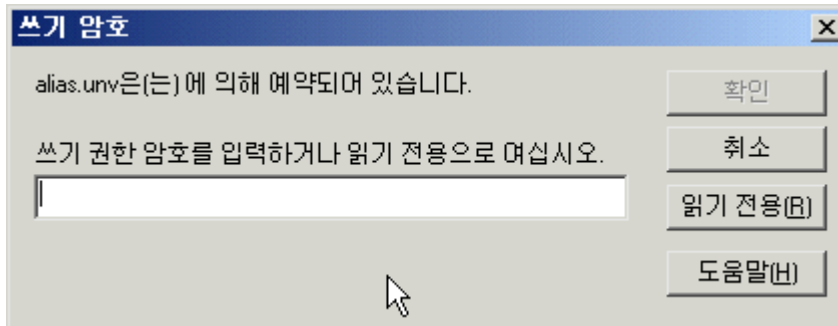 쓰기 암호
alias.unv은(는) 에 의해 예약되어 있습니다.
쓰기 권한 암호를 입력하거나 읽기 전용으로 여십시오.
확인
취소
읽기 전용(R)
도움말(H)